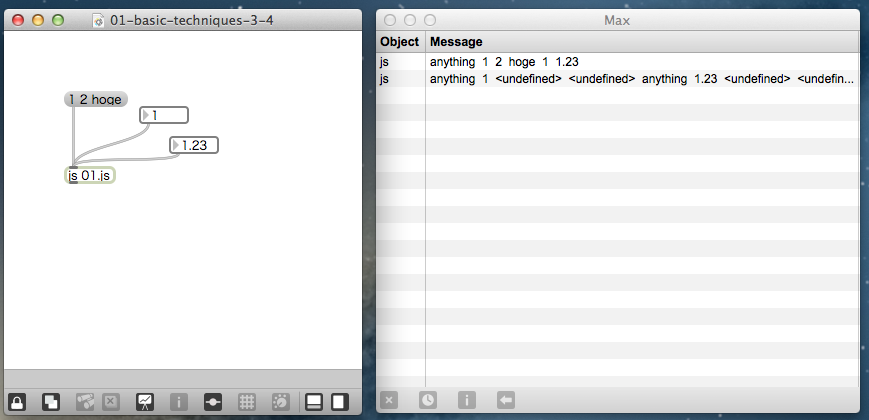 01-basic-techniques-3-4
1 2 hoge
1
1.23
js 01.js
Max
Object Message
js anything 1 2 hoge 1 1.23
js anything 1 <undefined> <undefined> anything 1.23 <undefined> <undefin...